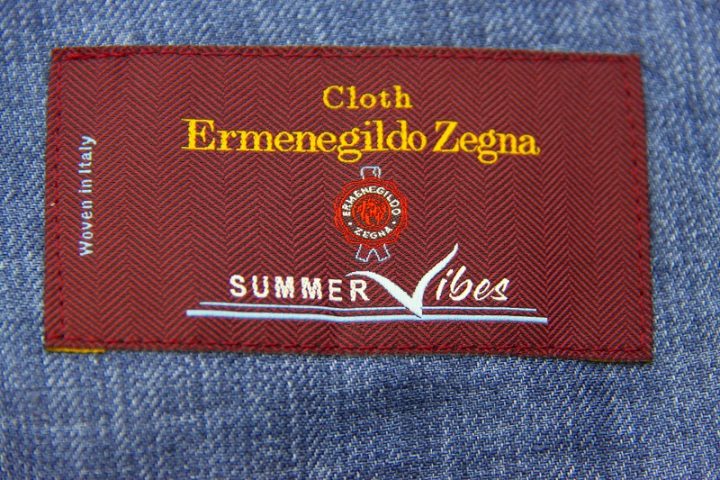 Cloth
Ermenegildo Zegna
Woven in Italy
ERMENEGILDO
ZEGNA
SUMMER Vibes